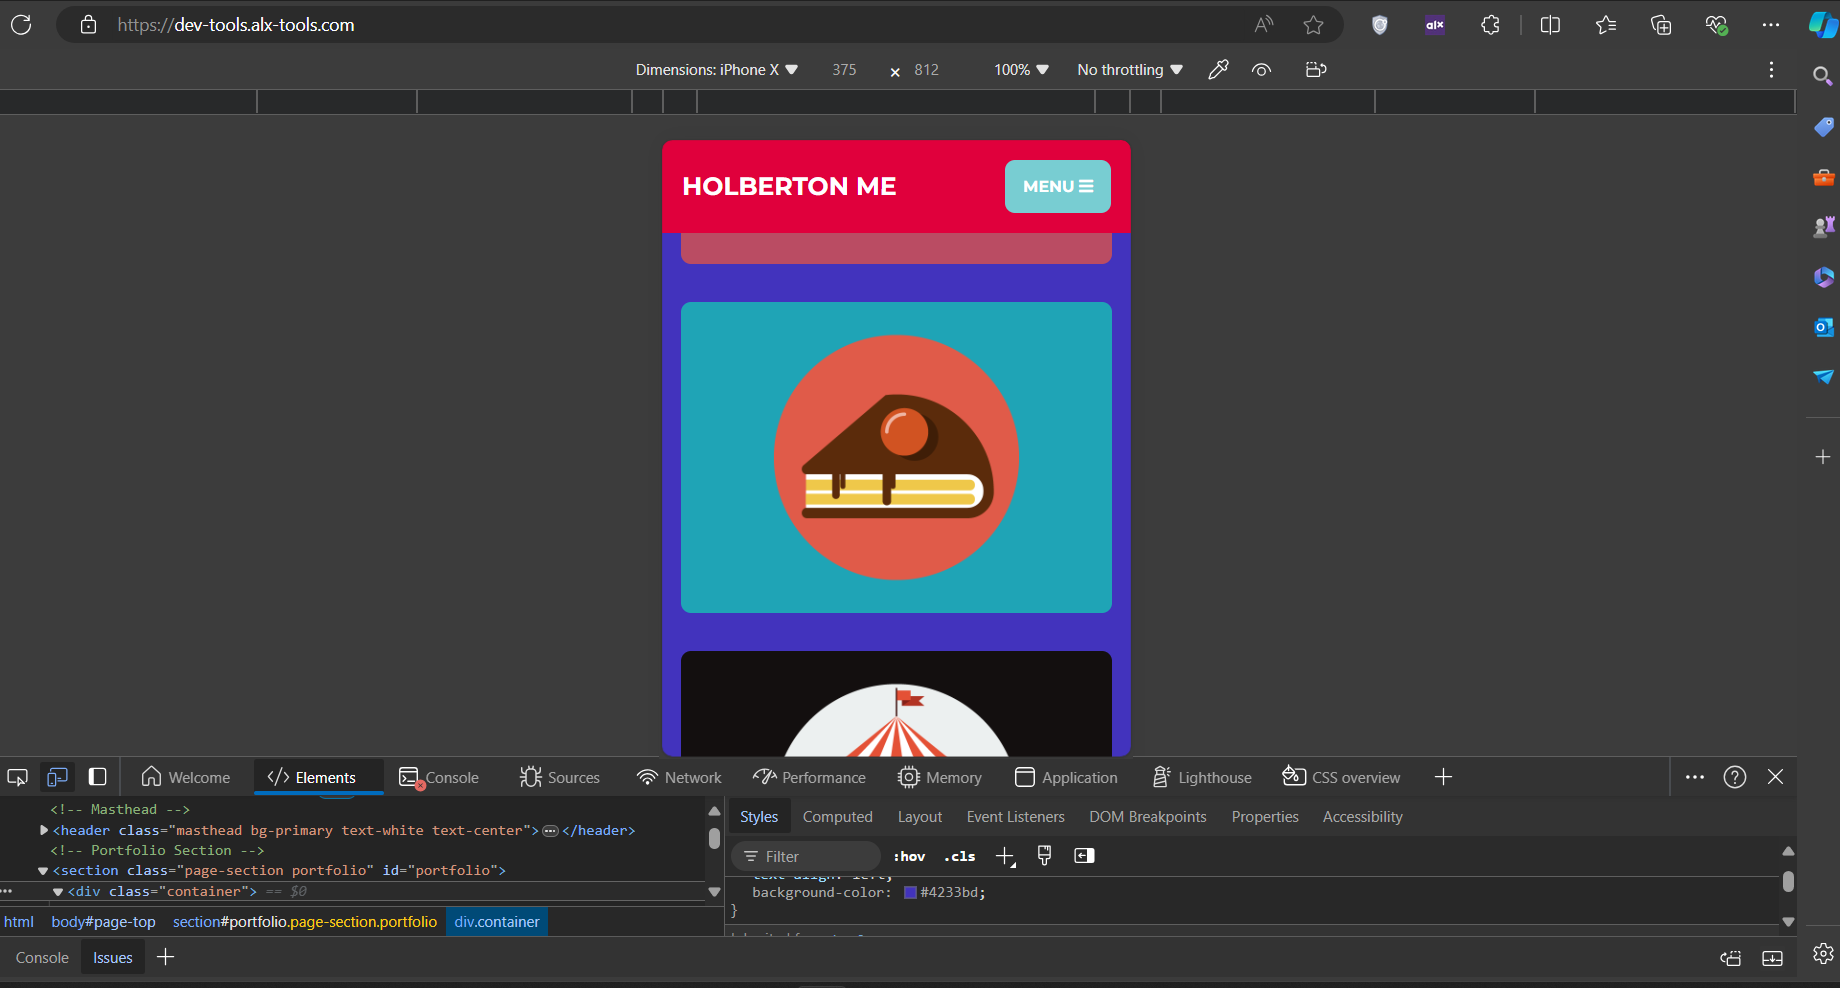 https://dev-tools.alx-tools.com
alx
Dimensions: iPhone X ▼ 375 × 812 100% ▼ No throttling ▼
HOLBERTON ME
MENU
Welcome
</> Elements
Console
Sources
Network
Performance
Memory
Application
Lighthouse
CSS overview
<!-- Masthead -->
<header class="masthead bg-primary text-white text-center">…</header>
<!-- Portfolio Section -->
<section class="page-section portfolio" id="portfolio">
<div class="container"> == $0
html body#page-top section#portfolio.page-section.portfolio div.container
Styles Computed Layout Event Listeners DOM Breakpoints Properties Accessibility
Filter :hov .cls
text-align: left;
background-color: #4233bd;
}
Console Issues